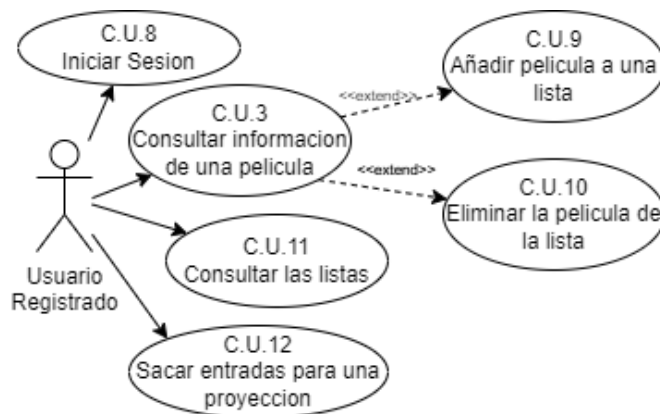 C.U.8
Iniciar Sesion
C.U.9
Añadir pelicula a una
lista
<<extend>>
C.U.3
Consultar informacion
de una pelicula
<<extend>>
C.U.10
Eliminar la pelicula de
la lista
C.U.11
Consultar las listas
Usuario
Registrado
C.U.12
Sacar entradas para una
proyeccion